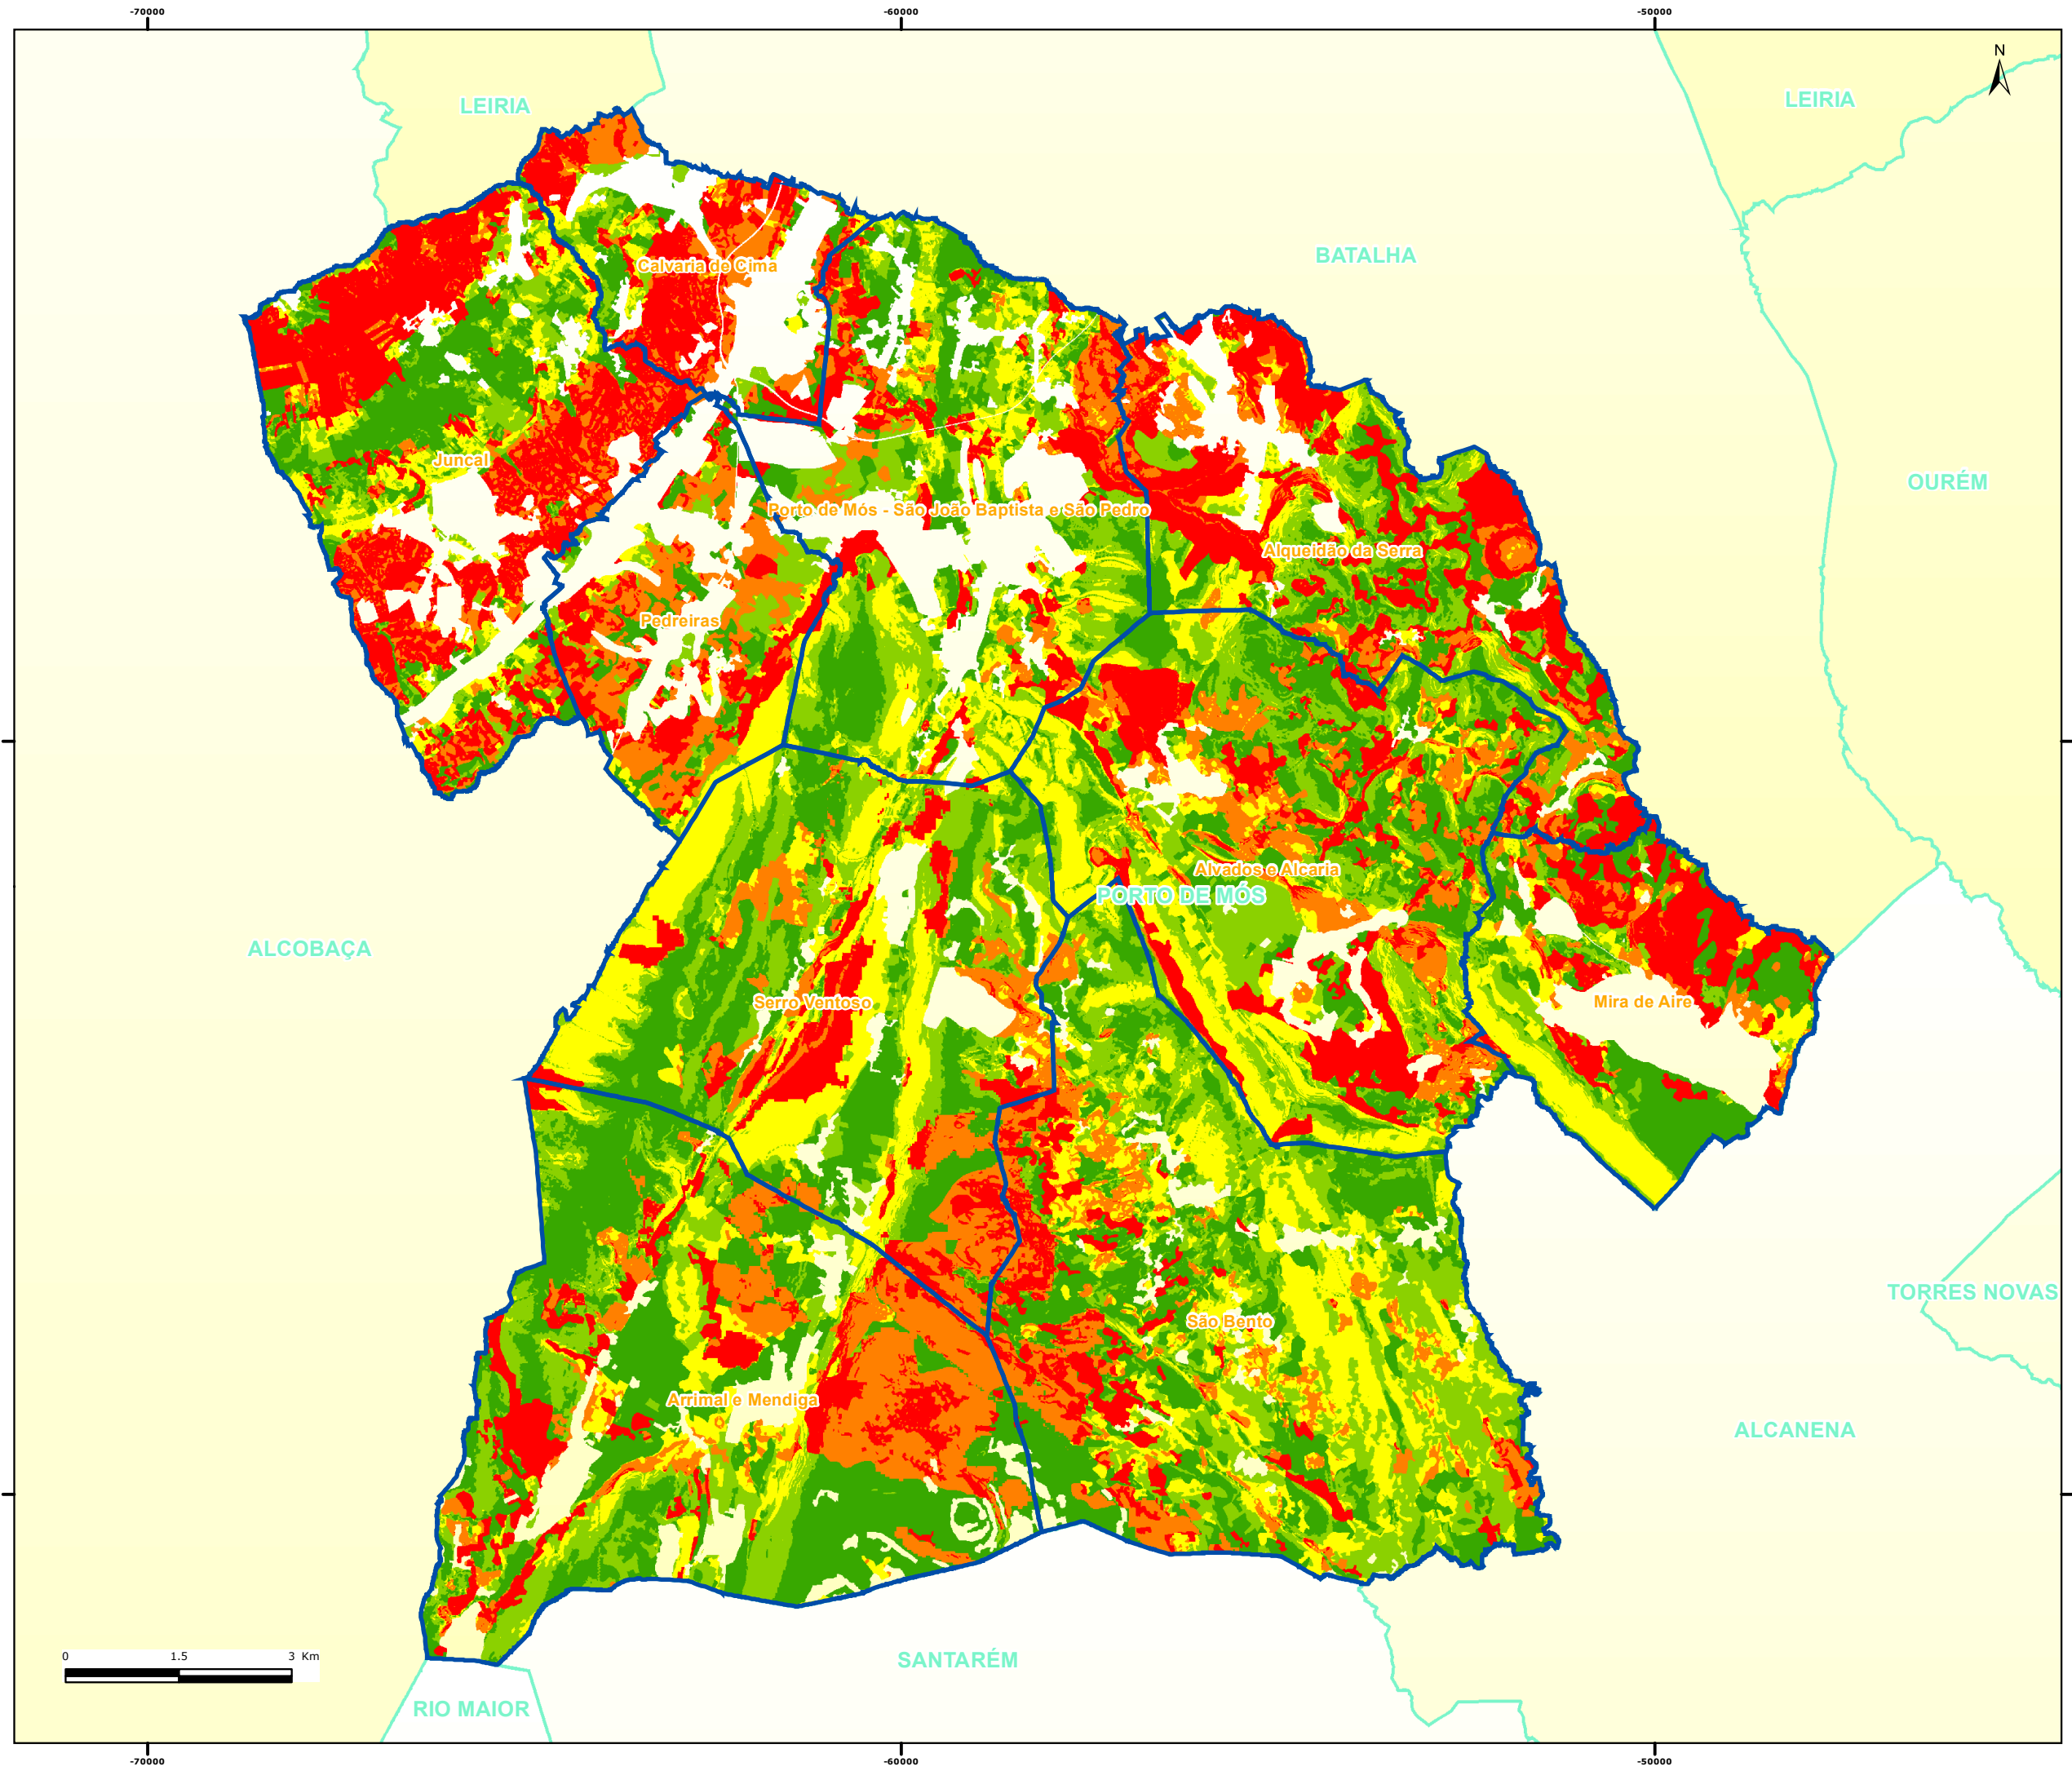 -70000
-60000
-50000
N
LEIRIA
LEIRIA
BATALHA
Calvaria de Cima
Juncal
OURÉM
Porto de Mós - São João Baptista e São Pedro
Alqueidão da Serra
Pedreiras
Alvados e Alcaria
PORTO DE MÓS
ALCOBAÇA
Serro Ventoso
Mira de Aire
TORRES NOVAS
São Bento
Arrimal e Mendiga
ALCANENA
0 1.5 3 Km
SANTARÉM
RIO MAIOR
-70000
-60000
-50000